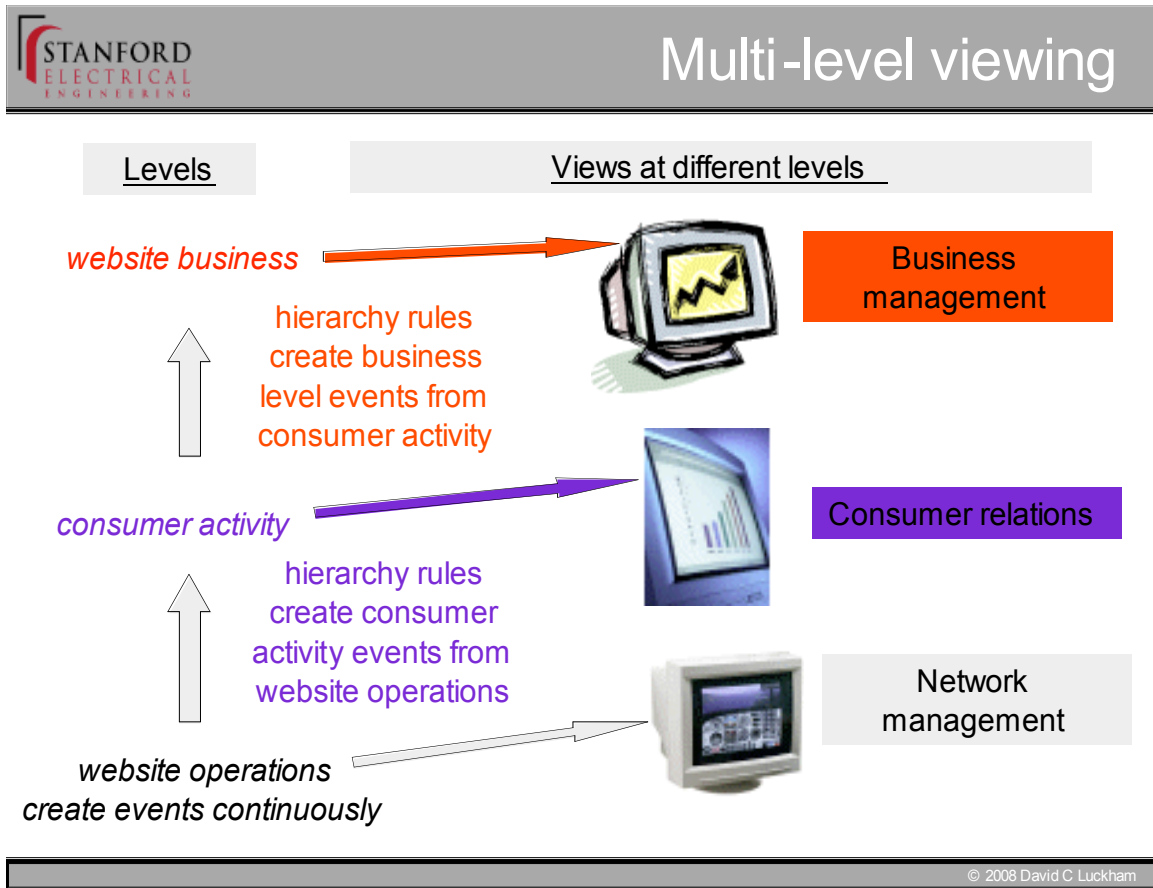 STANFORD
ELECTRICAL
ENGINEERING
Multi-level viewing
Levels
Views at different levels
website business
Business
management
hierarchy rules
create business
level events from
consumer activity
consumer activity
Consumer relations
hierarchy rules
create consumer
activity events from
website operations
Network
management
website operations
create events continuously
© 2008 David C Luckham